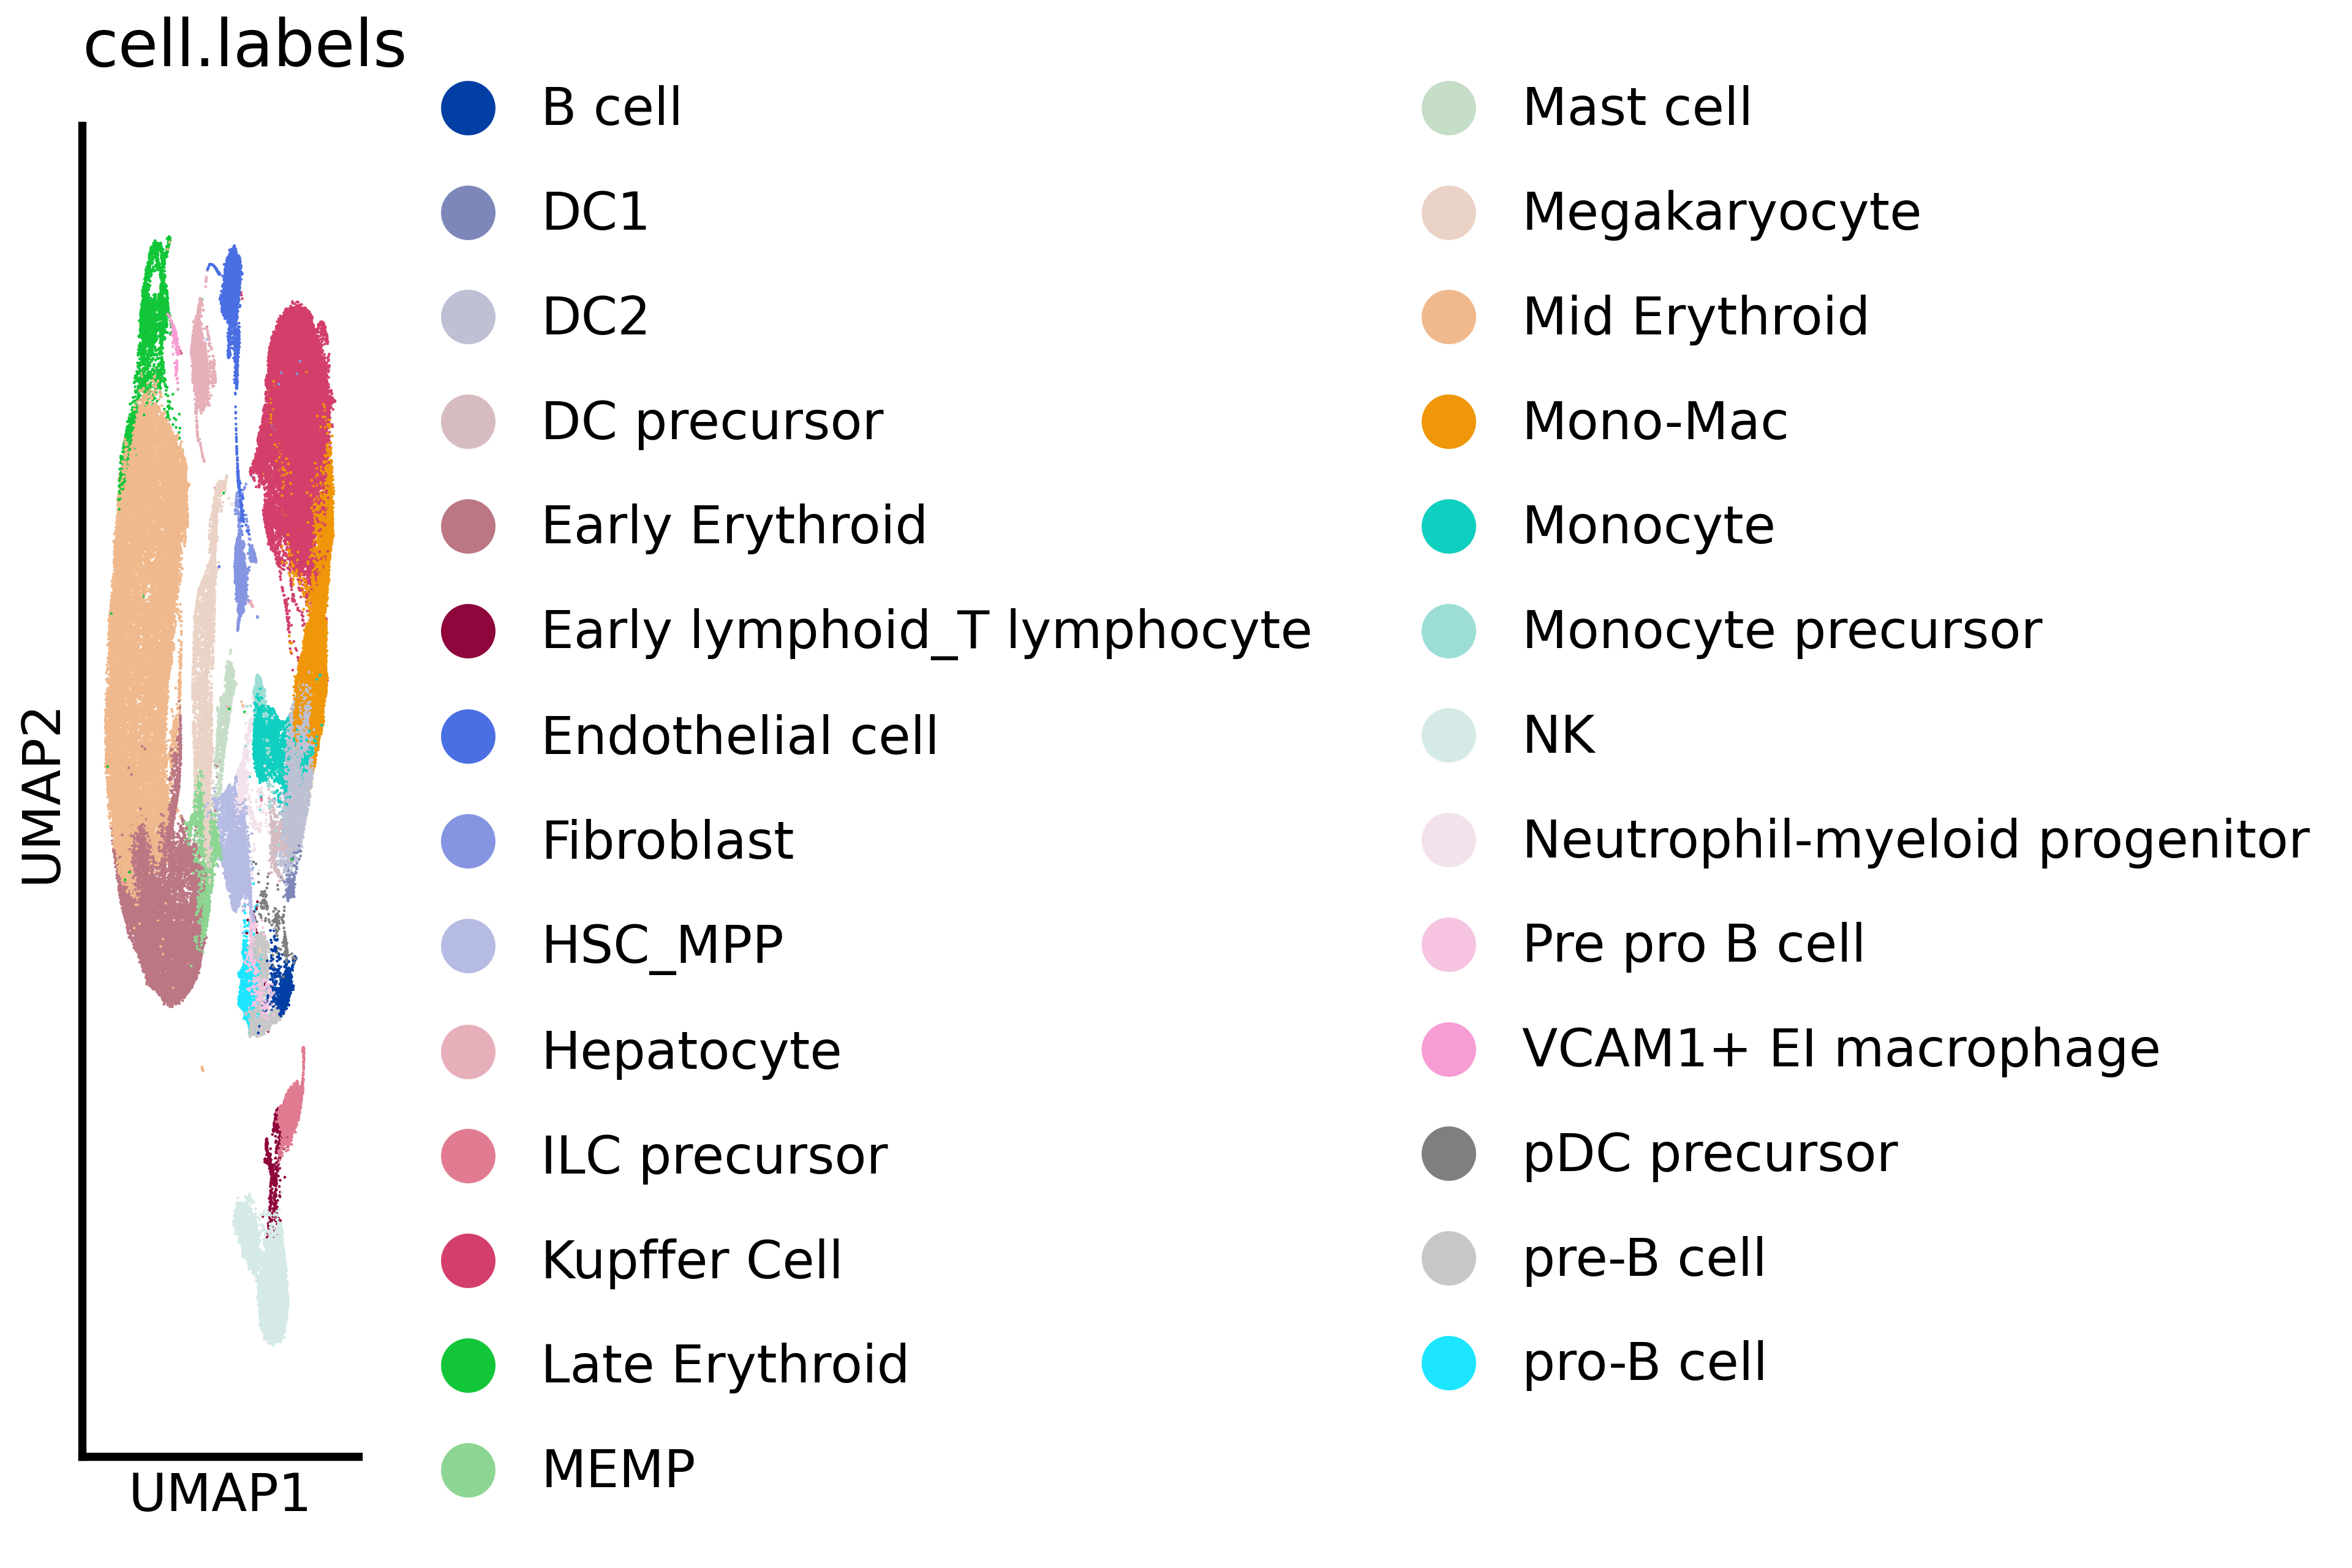 cell.labels
UMAP2
UMAP1
B cell
DC1
DC2
DC precursor
Early Erythroid
Early lymphoid_T lymphocyte
Endothelial cell
Fibroblast
HSC_MPP
Hepatocyte
ILC precursor
Kupffer Cell
Late Erythroid
MEMP
Mast cell
Megakaryocyte
Mid Erythroid
Mono-Mac
Monocyte
Monocyte precursor
NK
Neutrophil-myeloid progenitor
Pre pro B cell
VCAM1+ EI macrophage
pDC precursor
pre-B cell
pro-B cell